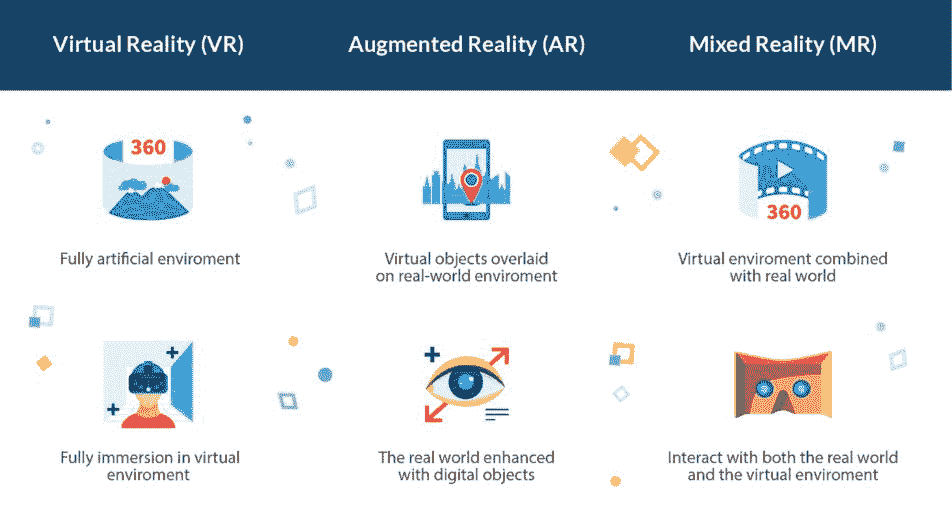 Virtual Reality (VR)
Augmented Reality (AR)
Mixed Reality (MR)
360
Fully artificial enviroment
Virtual objects overlaid
on real-world enviroment
360
Virtual enviroment combined
with real world
Fully immersion in virtual
enviroment
The real world enhanced
with digital objects
Interact with both the real world
and the virtual enviroment